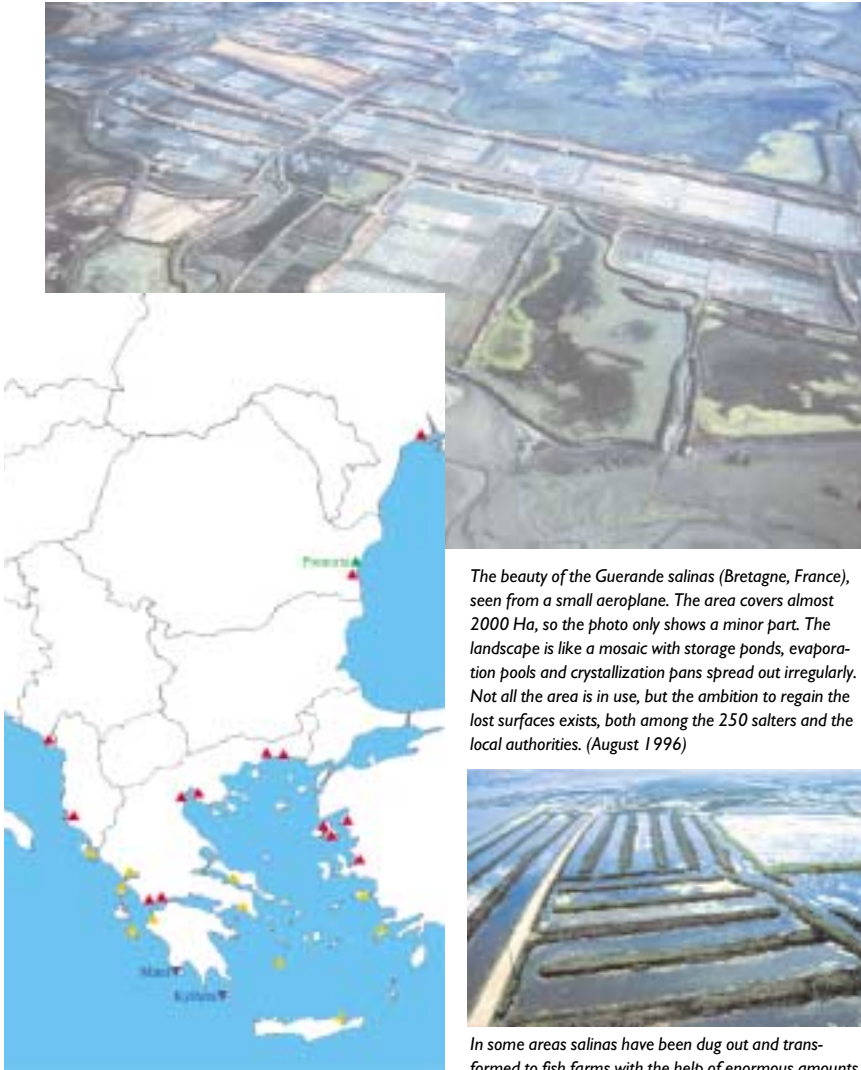 The beauty of the Guerande salinas (Bretagne, France),
seen from a small aeroplane. The area covers almost
2000 Ha, so the photo only shows a minor part. The
landscape is like a mosaic with storage ponds, evapora-
tion pools and crystallization pans spread out irregularly.
Not all the area is in use, but the ambition to regain the
lost surfaces exists, both among the 250 salters and the
local authorities. (August 1996)
In some areas salinas have been dug out and trans-
formed to fish farms with the help of enormous amounts